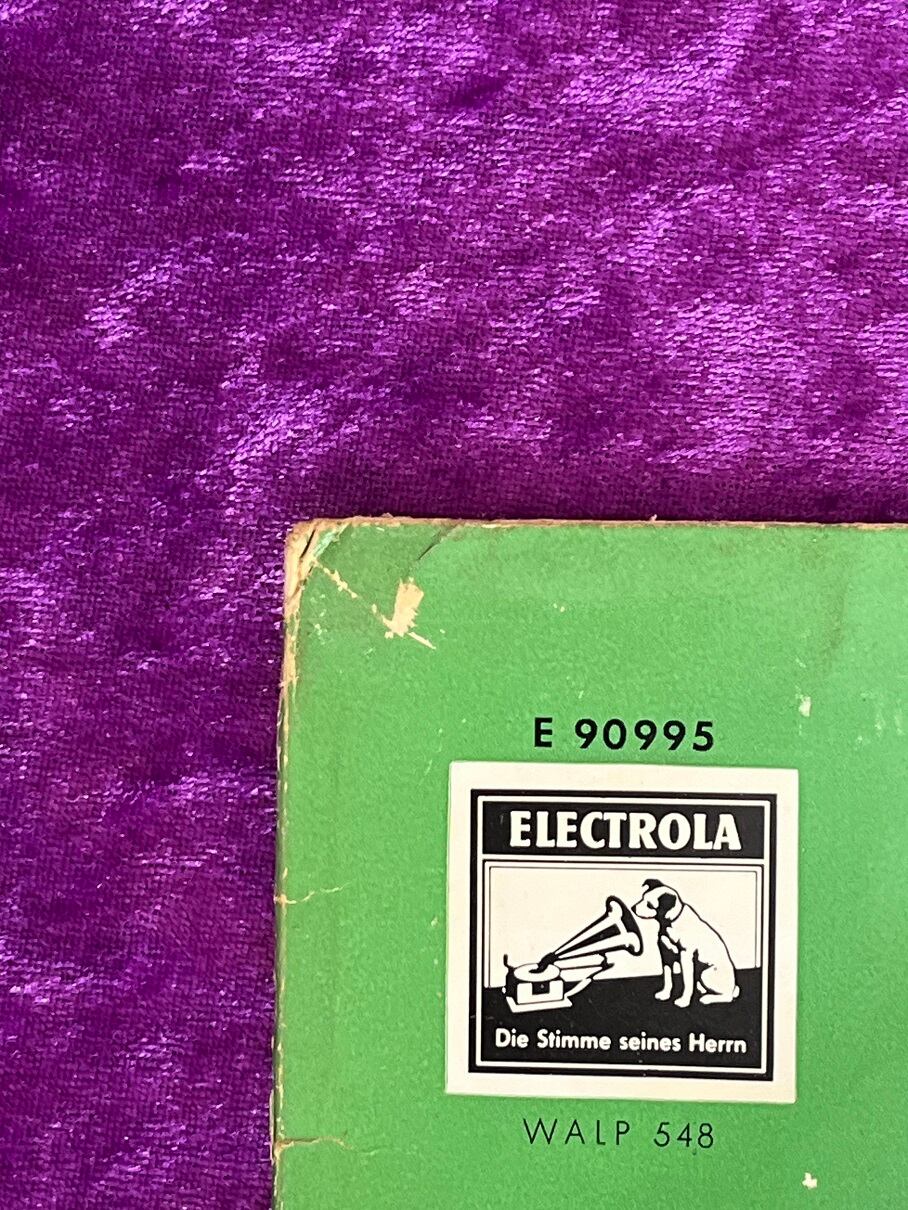 E 90995
ELECTROLA
Die Stimme seines Herrn
WALP 548